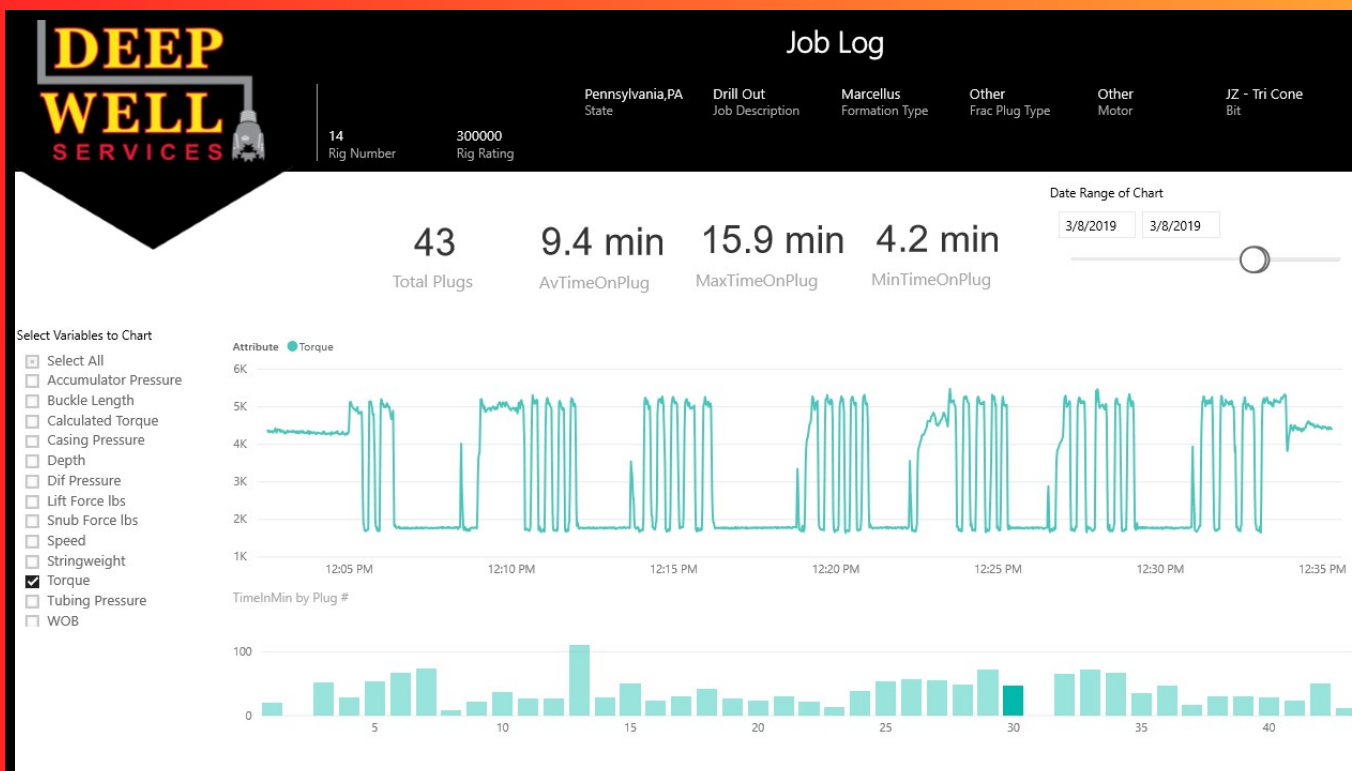 DEEP
WELL
SERVICES
Job Log
Pennsylvania,PA
State
Drill Out
Job Description
Marcellus
Formation Type
Other
Frac Plug Type
Other
Motor
JZ - Tri Cone
Bit
14
Rig Number
300000
Rig Rating
43
Total Plugs
9.4 min
AvTimeOnPlug
15.9 min
MaxTimeOnPlug
4.2 min
MinTimeOnPlug
Date Range of Chart
3/8/2019 3/8/2019
Select Variables to Chart
Select All
Accumulator Pressure
Buckle Length
Calculated Torque
Casing Pressure
Depth
Dif Pressure
Lift Force lbs
Snub Force lbs
Speed
Stringweight
Torque
Tubing Pressure
WOB
Attribute Torque
6K
5K
4K
3K
2K
1K
12:05 PM 12:10 PM 12:15 PM 12:20 PM 12:25 PM 12:30 PM 12:35 PM
TimeInMin by Plug #
100
0
5 10 15 20 25 30 35 40